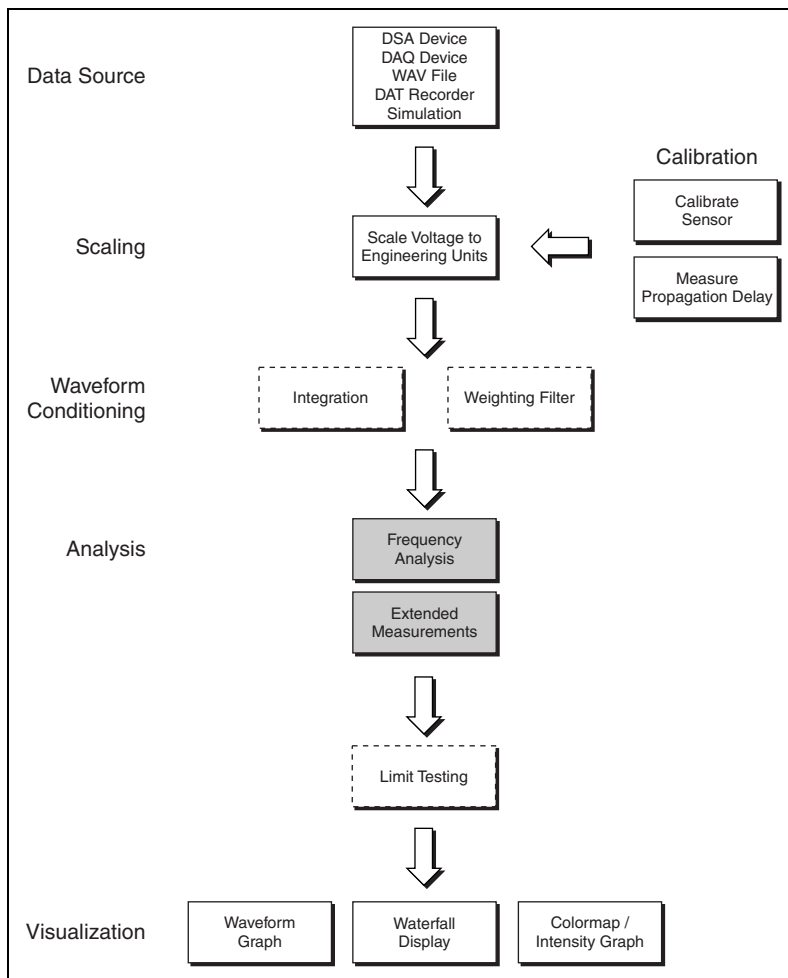 Data Source
DSA Device
DAQ Device
WAV File
DAT Recorder
Simulation
Calibration
Calibrate
Sensor
Measure
Propagation Delay
Scaling
Scale Voltage to
Engineering Units
Waveform
Conditioning
Integration
Weighting Filter
Analysis
Frequency
Analysis
Extended
Measurements
Limit Testing
Visualization
Waveform
Graph
Waterfall
Display
Colormap /
Intensity Graph